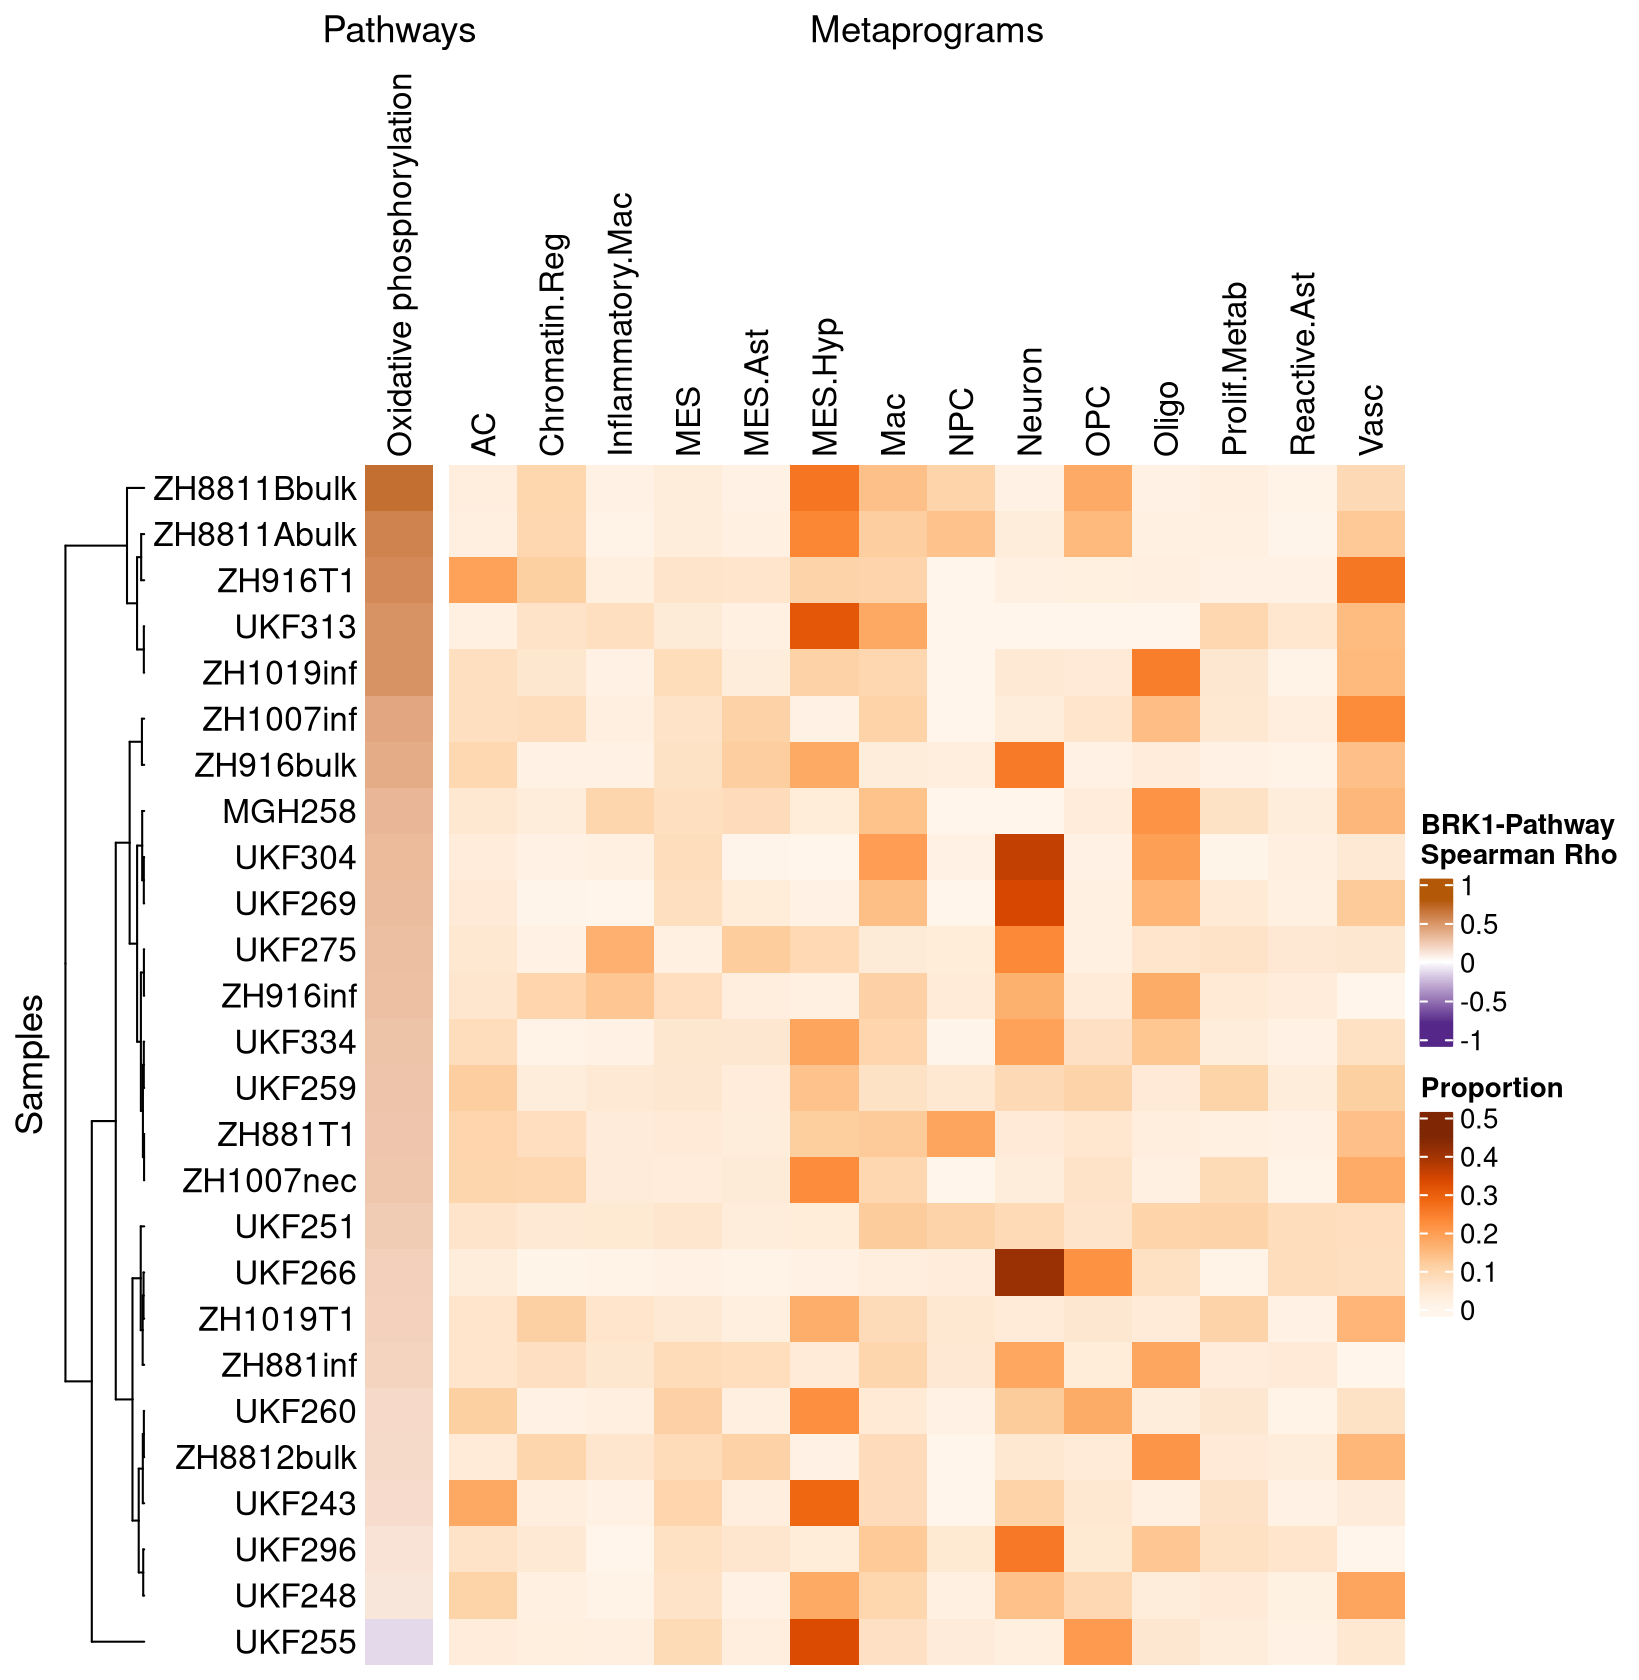 Pathways
Metaprograms
Oxidative phosphorylation
AC
Chromatin.Reg
Inflammatory.Mac
MES
MES.Ast
MES.Hyp
Mac
NPC
Neuron
OPC
Oligo
Prolif.Metab
Reactive.Ast
Vasc
Samples
ZH8811Bbulk
ZH8811Abulk
ZH916T1
UKF313
ZH1019inf
ZH1007inf
ZH916bulk
MGH258
UKF304
UKF269
UKF275
ZH916inf
UKF334
UKF259
ZH881T1
ZH1007nec
UKF251
UKF266
ZH1019T1
ZH881inf
UKF260
ZH8812bulk
UKF243
UKF296
UKF248
UKF255
BRK1-Pathway
Spearman Rho
1
0.5
0
-0.5
-1
Proportion
0.5
0.4
0.3
0.2
0.1
0